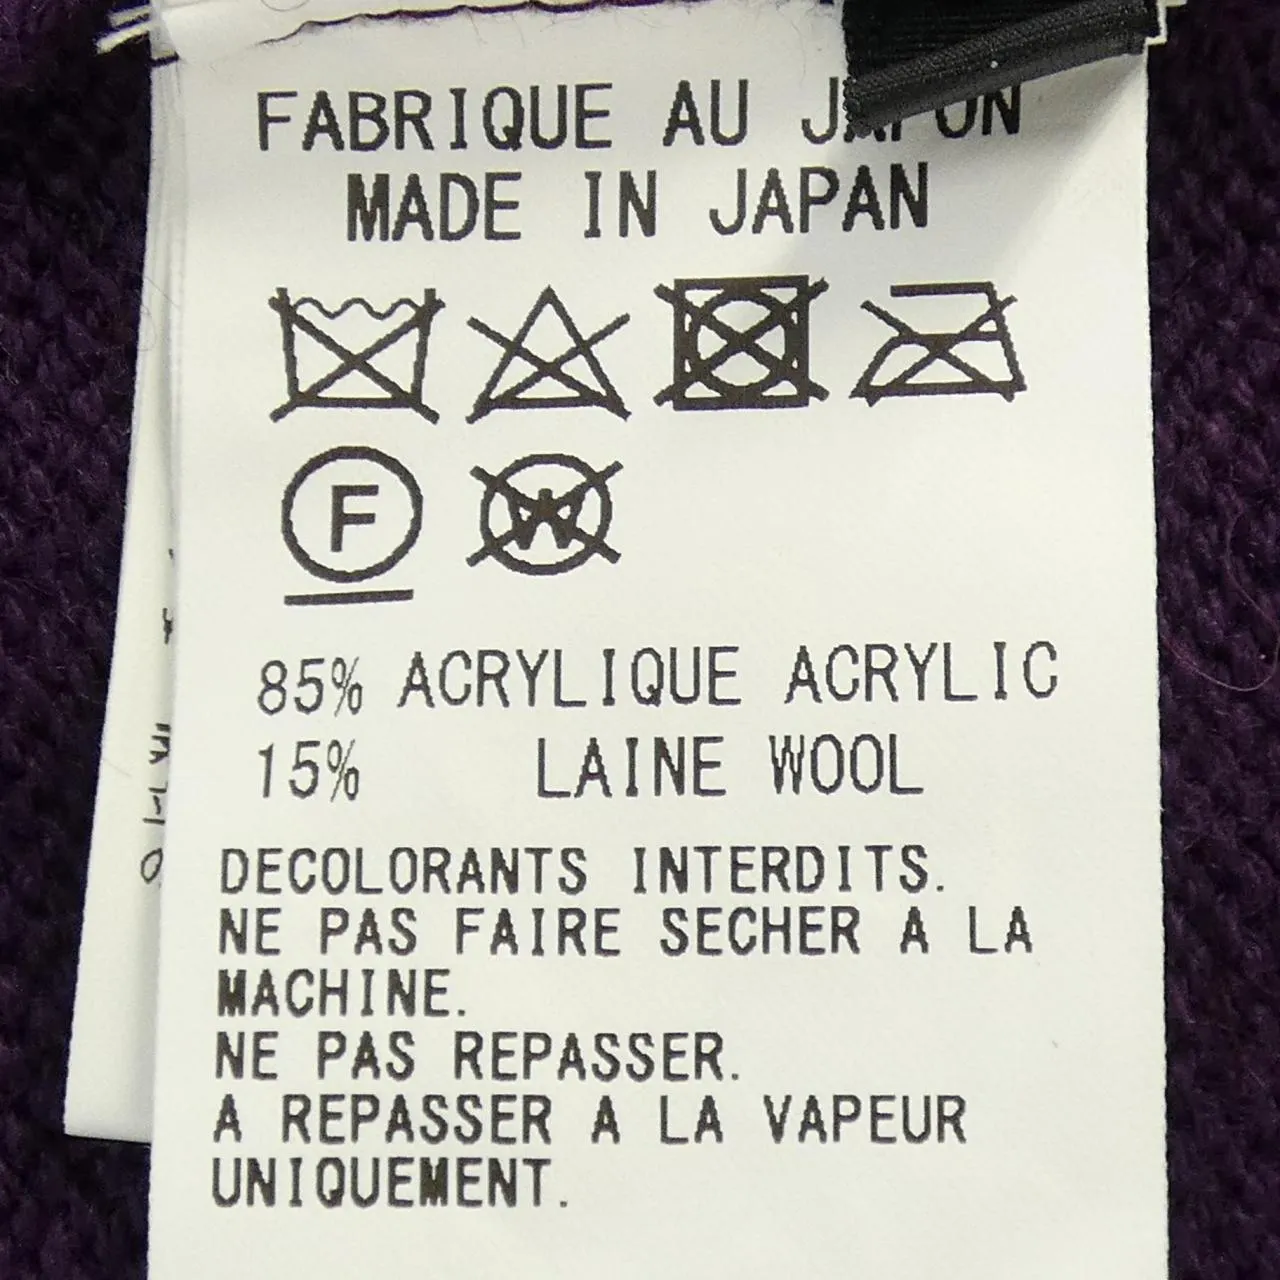 FABRIQUE AU JAPON
MADE IN JAPAN
F
W
85% ACRYLIQUE ACRYLIC
15% LAINE WOOL
DECOLORANTS INTERDITS.
NE PAS FAIRE SECHER A LA
MACHINE.
NE PAS REPASSER.
A REPASSER A LA VAPEUR
UNIQUEMENT.